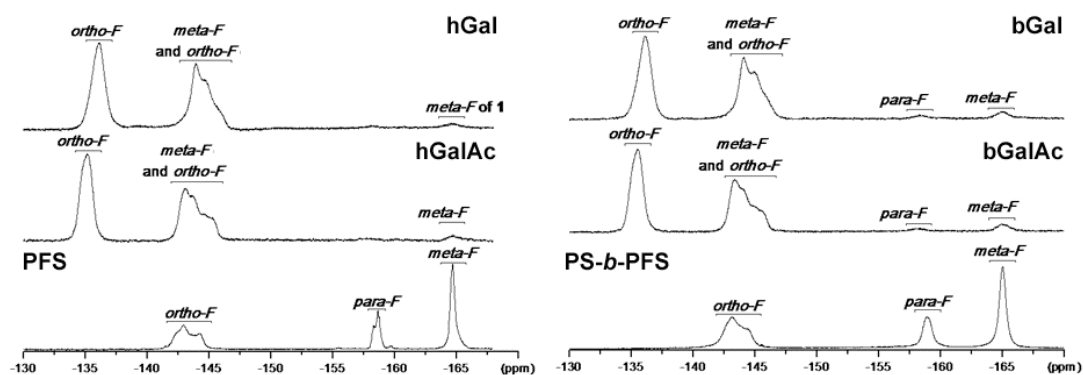 hGal
ortho-F
meta-F
and ortho-F
meta-F of 1
hGalAc
ortho-F
meta-F
and ortho-F
meta-F
PFS
ortho-F
para-F
meta-F
-130 -135 -140 -145 -150 -155 -160 -165 (ppm)
bGal
ortho-F
meta-F
and ortho-F
para-F
meta-F
bGalAc
ortho-F
meta-F
and ortho-F
para-F
meta-F
PS-b-PFS
ortho-F
para-F
meta-F
-130 -135 -140 -145 -150 -155 -160 -165 (ppm)